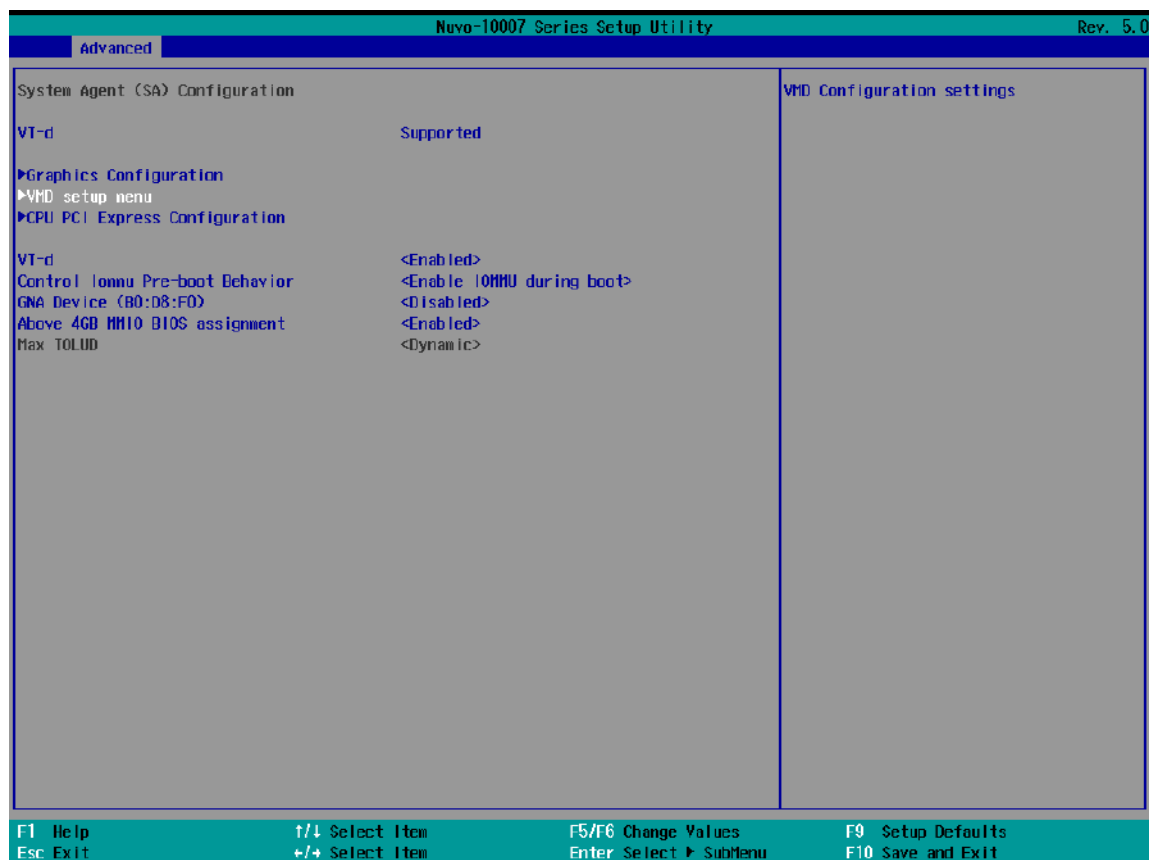 Nuvo-10007 Series Setup Utility Rev. 5.0
Advanced
System Agent (SA) Configuration
VMD Configuration settings
VT-d Supported
▶Graphics Configuration
▶VMD setup menu
▶CPU PCI Express Configuration
VT-d <Enabled>
Control Iommu Pre-boot Behavior <Enable IOMMU during boot>
GNA Device (B0:D8:F0) <Disabled>
Above 4GB MMIO BIOS assignment <Enabled>
Max TOLUD <Dynamic>
F1 Help ↑/↓ Select Item F5/F6 Change Values F9 Setup Defaults
Esc Exit ←/→ Select Item Enter Select ▶ SubMenu F10 Save and Exit